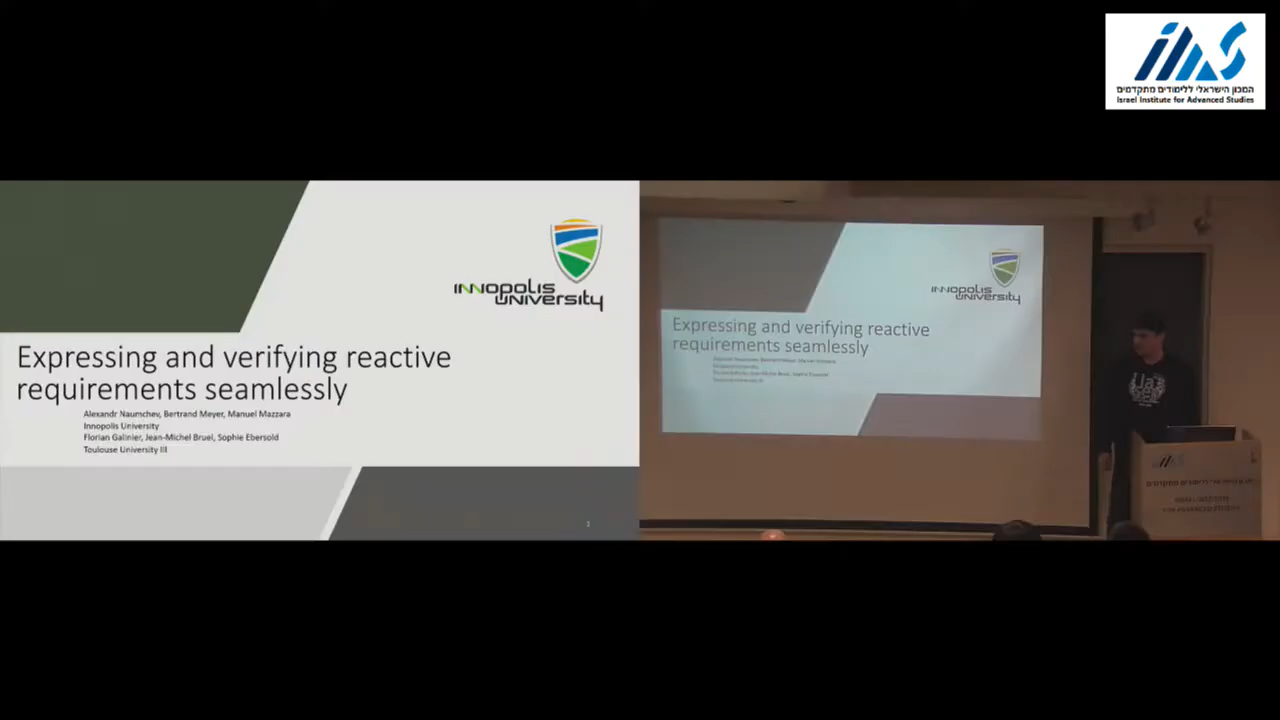 המכון הישראלי ללימודים מתקדמים
Israel Institute for Advanced Studies
INNOPOLIS
UNIVERSITY
Expressing and verifying reactive
requirements seamlessly
Alexandr Naumchev, Bertrand Meyer, Manuel Mazzara
Innopolis University
Florian Galinier, Jean-Michel Bruel, Sophie Ebersold
Toulouse University III
INNOPOLIS
UNIVERSITY
Expressing and verifying reactive
requirements seamlessly